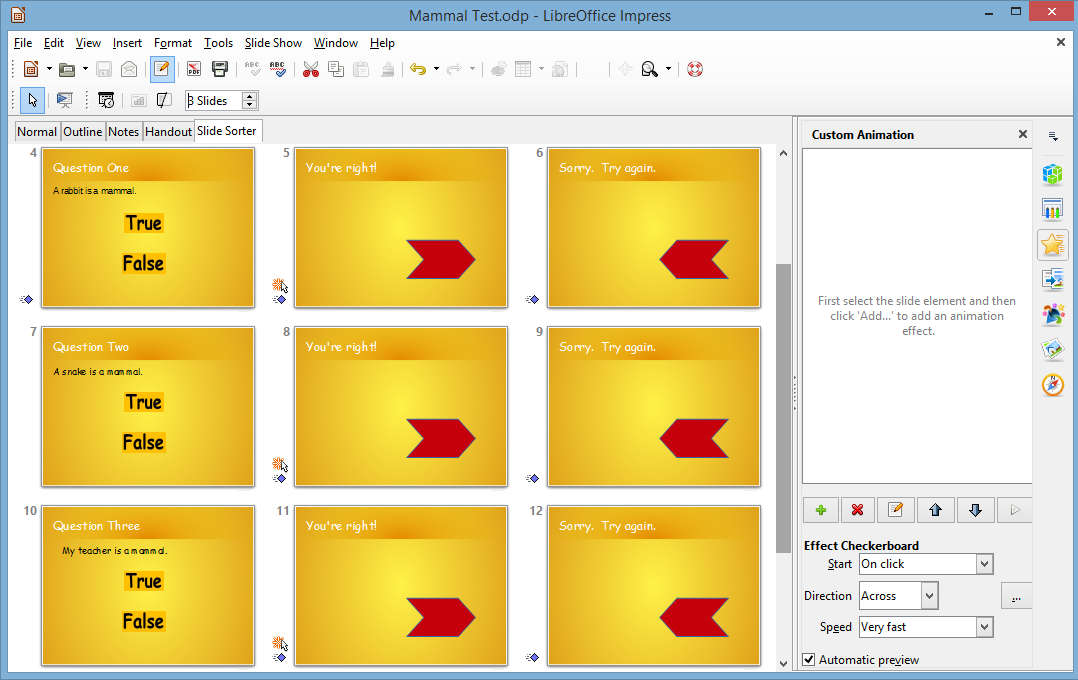 Mammal Test.odp - LibreOffice Impress
File Edit View Insert Format Tools Slide Show Window Help
PDF ABC ABC
3 Slides
Normal Outline Notes Handout Slide Sorter
4 5 6
Question One You're right! Sorry. Try again.
A rabbit is a mammal.
True
False
7 8 9
Question Two You're right! Sorry. Try again.
A snake is a mammal.
True
False
10 11 12
Question Three You're right! Sorry. Try again.
My teacher is a mammal.
True
False
Custom Animation
First select the slide element and then
click 'Add...' to add an animation
effect.
Effect Checkerboard
Start On click
Direction Across ...
Speed Very fast
Automatic preview